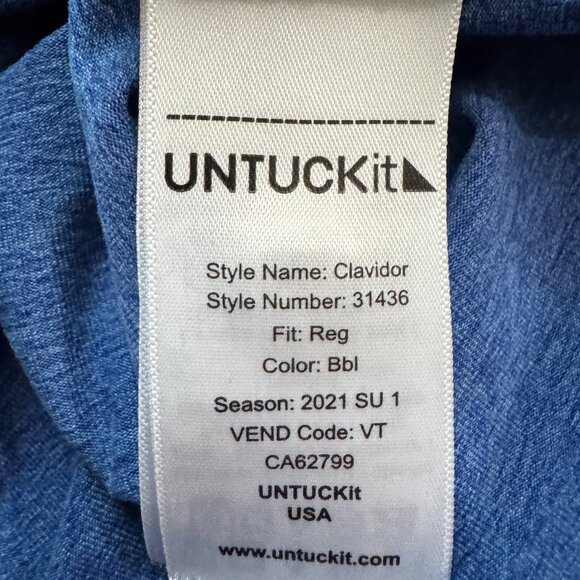 UNTUCKit
Style Name: Clavidor
Style Number: 31436
Fit: Reg
Color: Bbl
Season: 2021 SU 1
VEND Code: VT
CA62799
UNTUCKit
USA
www.untuckit.com